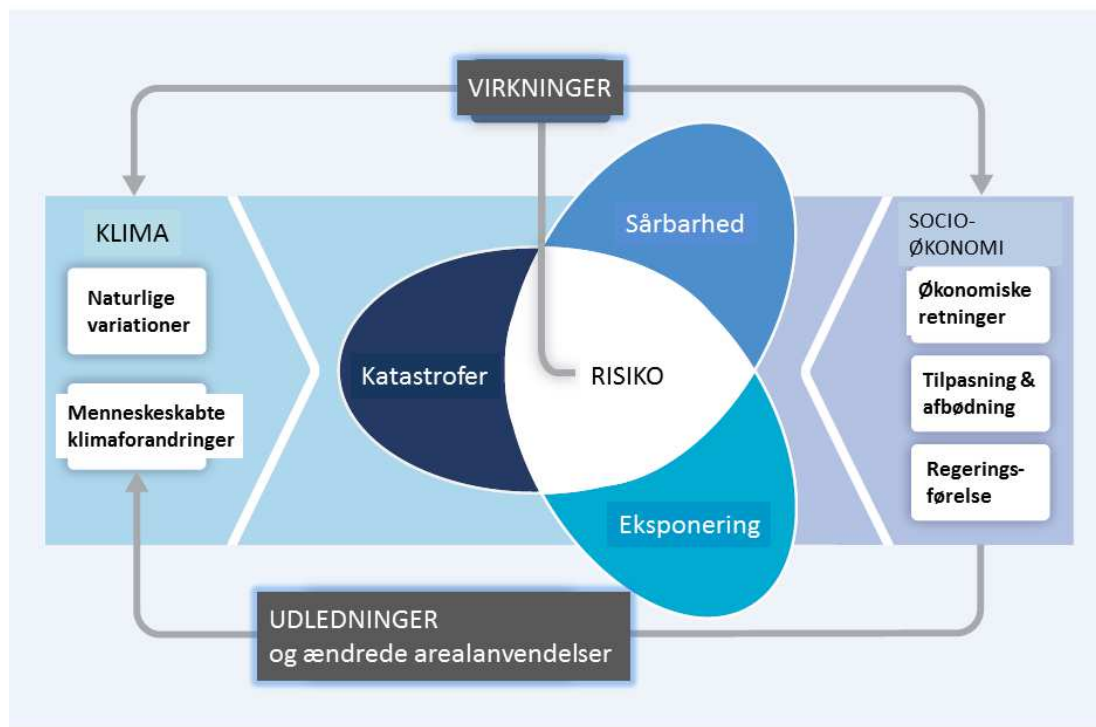 VIRKNINGER
KLIMA
Naturlige
variationer
Menneskeskabte
klimaforandringer
Sårbarhed
Katastrofer
RISIKO
Eksponering
SOCIO-
ØKONOMI
Økonomiske
retninger
Tilpasning &
afbødning
Regerings-
førelse
UDLEDNINGER
og ændrede arealanvendelser